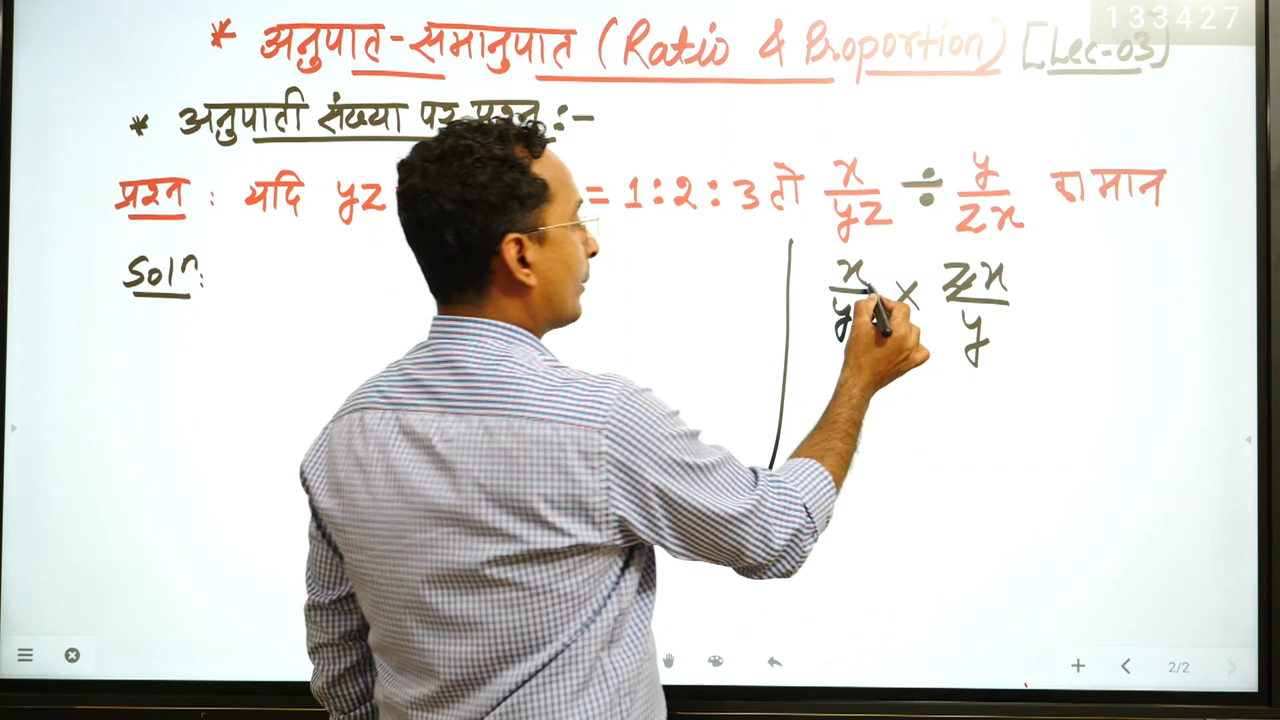 133427
* अनुपात-समानुपात (Ratio & Proportion) [Lec-03]
* अनुपाती संख्या पर प्रश्न :-
प्रश्न : यदि yz = 1:2:3 तो x/yz ÷ y/zx का मान
Soln:
x/y × zx/y
2/2